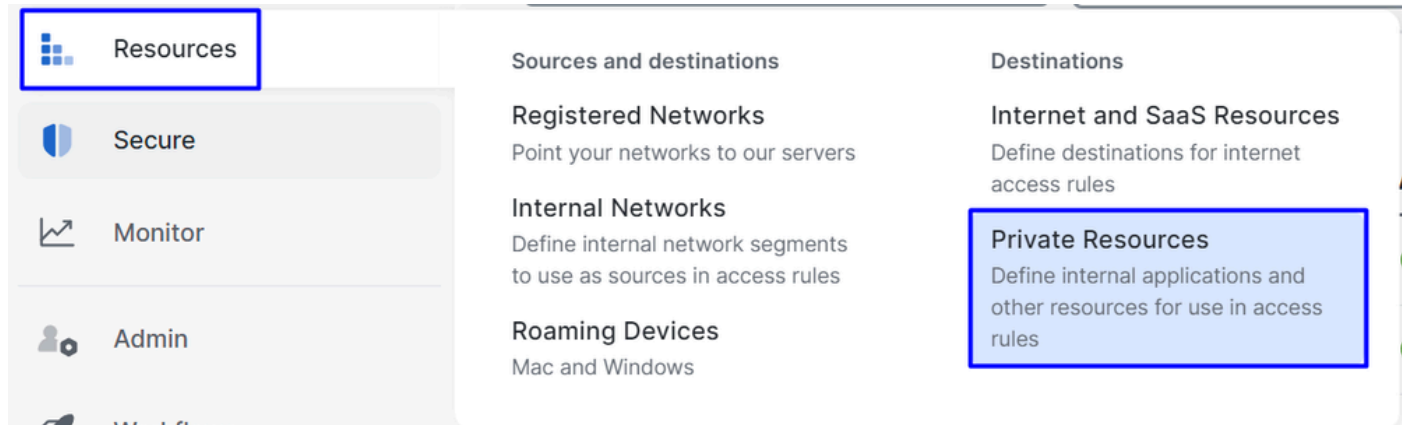 Resources
Secure
Monitor
Admin
Sources and destinations
Registered Networks
Point your networks to our servers
Internal Networks
Define internal network segments
to use as sources in access rules
Roaming Devices
Mac and Windows
Destinations
Internet and SaaS Resources
Define destinations for internet
access rules
Private Resources
Define internal applications and
other resources for use in access
rules